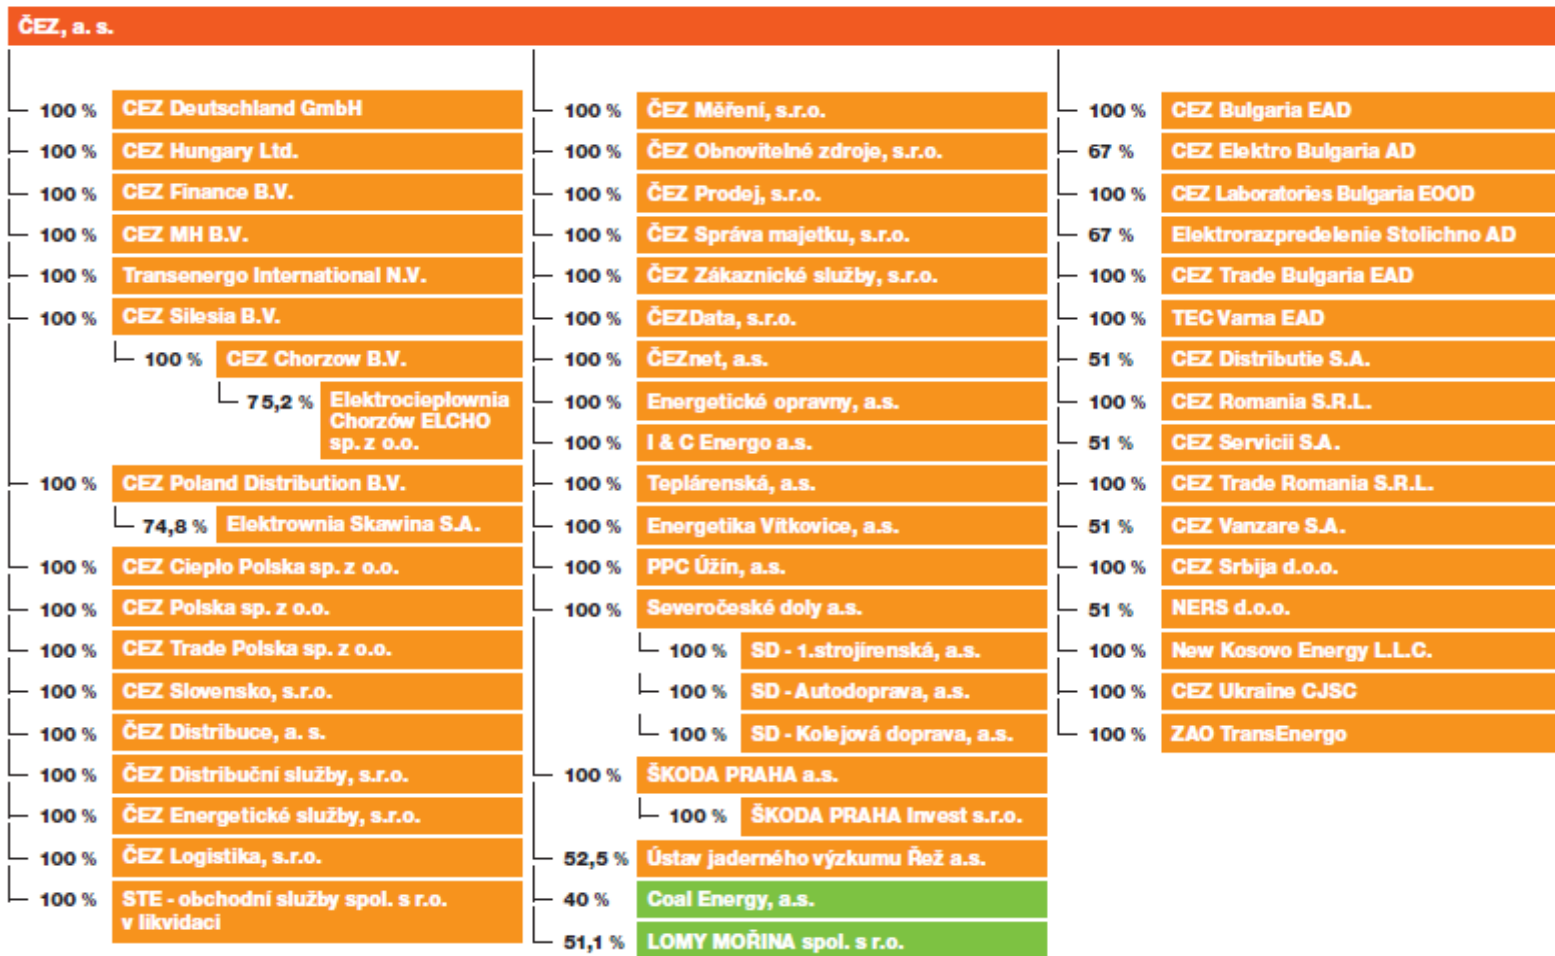 ČEZ, a. s.
100 % CEZ Deutschland GmbH
100 % CEZ Hungary Ltd.
100 % CEZ Finance B.V.
100 % CEZ MH B.V.
100 % Transenergo International N.V.
100 % CEZ Silesia B.V.
100 % CEZ Chorzow B.V.
75,2 % Elektrociepłownia
Chorzów ELCHO
sp. z o.o.
100 % CEZ Poland Distribution B.V.
74,8 % Elektrownia Skawina S.A.
100 % CEZ Ciepło Polska sp. z o.o.
100 % CEZ Polska sp. z o.o.
100 % CEZ Trade Polska sp. z o.o.
100 % CEZ Slovensko, s.r.o.
100 % ČEZ Distribuce, a. s.
100 % ČEZ Distribuční služby, s.r.o.
100 % ČEZ Energetické služby, s.r.o.
100 % ČEZ Logistika, s.r.o.
100 % STE - obchodní služby spol. s r.o.
v likvidaci
100 % ČEZ Měření, s.r.o.
100 % ČEZ Obnovitelné zdroje, s.r.o.
100 % ČEZ Prodej, s.r.o.
100 % ČEZ Správa majetku, s.r.o.
100 % ČEZ Zákaznické služby, s.r.o.
100 % ČEZData, s.r.o.
100 % ČEZnet, a.s.
100 % Energetické opravny, a.s.
100 % I & C Energo a.s.
100 % Teplárenská, a.s.
100 % Energetika Vítkovice, a.s.
100 % PPC Úžín, a.s.
100 % Severočeské doly a.s.
100 % SD - 1.strojírenská, a.s.
100 % SD - Autodoprava, a.s.
100 % SD - Kolejová doprava, a.s.
100 % ŠKODA PRAHA a.s.
100 % ŠKODA PRAHA Invest s.r.o.
52,5 % Ústav jaderného výzkumu Řež a.s.
40 % Coal Energy, a.s.
51,1 % LOMY MOŘINA spol. s r.o.
100 % CEZ Bulgaria EAD
67 % CEZ Elektro Bulgaria AD
100 % CEZ Laboratories Bulgaria EOOD
67 % Elektrorazpredelenie Stolichno AD
100 % CEZ Trade Bulgaria EAD
100 % TEC Varna EAD
51 % CEZ Distributie S.A.
100 % CEZ Romania S.R.L.
51 % CEZ Servicii S.A.
100 % CEZ Trade Romania S.R.L.
51 % CEZ Vanzare S.A.
100 % CEZ Srbija d.o.o.
51 % NERS d.o.o.
100 % New Kosovo Energy L.L.C.
100 % CEZ Ukraine CJSC
100 % ZAO TransEnergo